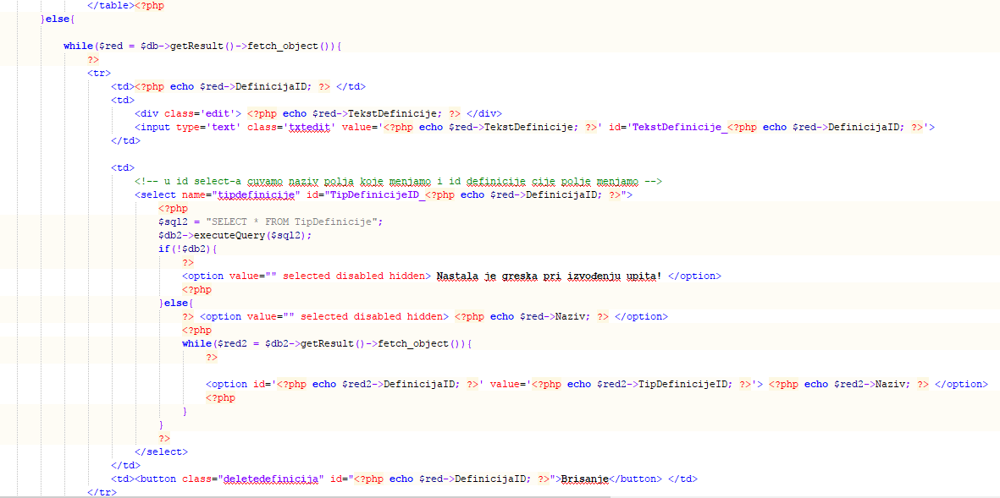 </table><?php
}else{
while($red = $db->getResult()->fetch_object()){
?>
<tr>
<td><?php echo $red->DefinicijaID; ?> </td>
<td>
<div class='edit'> <?php echo $red->TekstDefinicije; ?> </div>
<input type='text' class='txtedit' value='<?php echo $red->TekstDefinicije; ?>' id='TekstDefinicije_<?php echo $red->DefinicijaID; ?>'>
</td>
<td>
<!-- u id select-a cuvamo naziv polja koje menjamo i id definicije cije polje menjamo -->
<select name="tipdefinicije" id="TipDefinicijeID_<?php echo $red->DefinicijaID; ?>">
<?php
$sql2 = "SELECT * FROM TipDefinicije";
$db2->executeQuery($sql2);
if(!$db2){
?>
<option value="" selected disabled hidden> Nastala je greska pri izvođenju upita! </option>
<?php
}else{
?> <option value="" selected disabled hidden> <?php echo $red->Naziv; ?> </option>
<?php
while($red2 = $db2->getResult()->fetch_object()){
?>
<option id='<?php echo $red2->DefinicijaID; ?>' value='<?php echo $red2->TipDefinicijeID; ?>'> <?php echo $red2->Naziv; ?> </option>
<?php
}
}
?>
</select>
</td>
<td><button class="deletedefinicija" id="<?php echo $red->DefinicijaID; ?>">Brisanje</button> </td>
</tr>